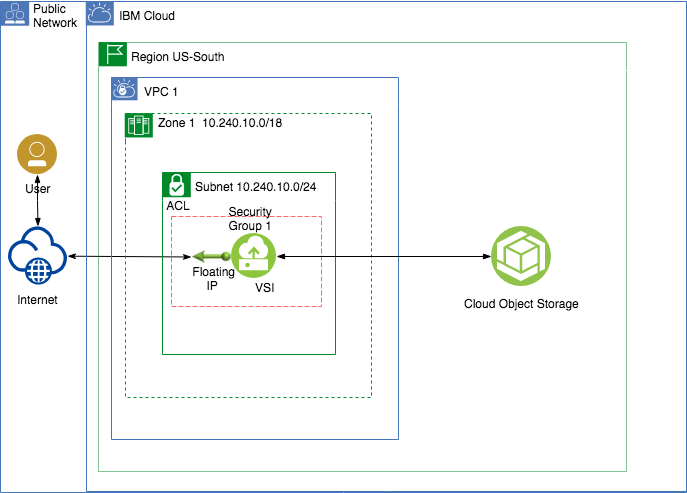 Public
Network
IBM Cloud
Region US-South
VPC 1
Zone 1 10.240.10.0/18
Subnet 10.240.10.0/24
ACL
Security
Group 1
Floating
IP
VSI
User
Internet
Cloud Object Storage